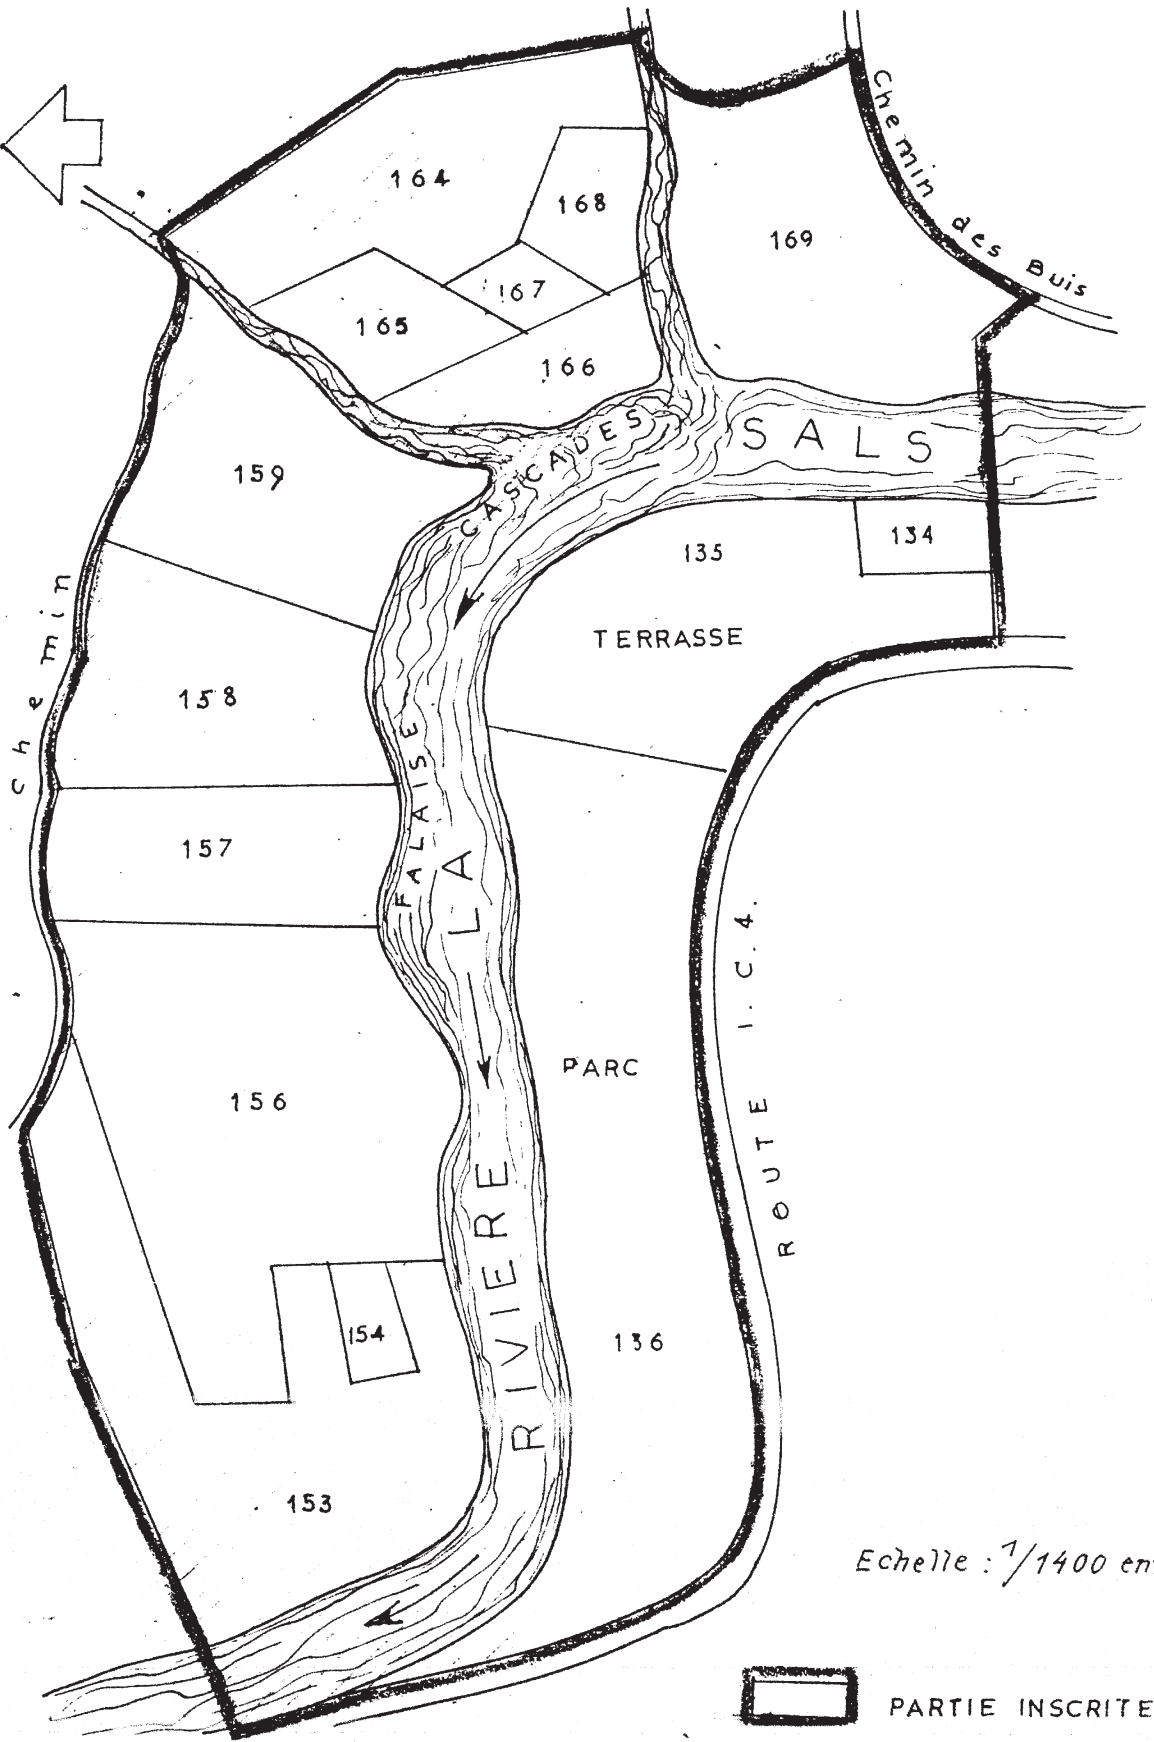 Chemin des Buis
164
168
169
167
165
166
CASCADES
SALS
159
134
135
TERRASSE
Chemin
158
FALAISE
157
LA
RIVIERE
ROUTE I.C.4.
PARC
156
154
136
153
Echelle : 1/1400 en
PARTIE INSCRITE